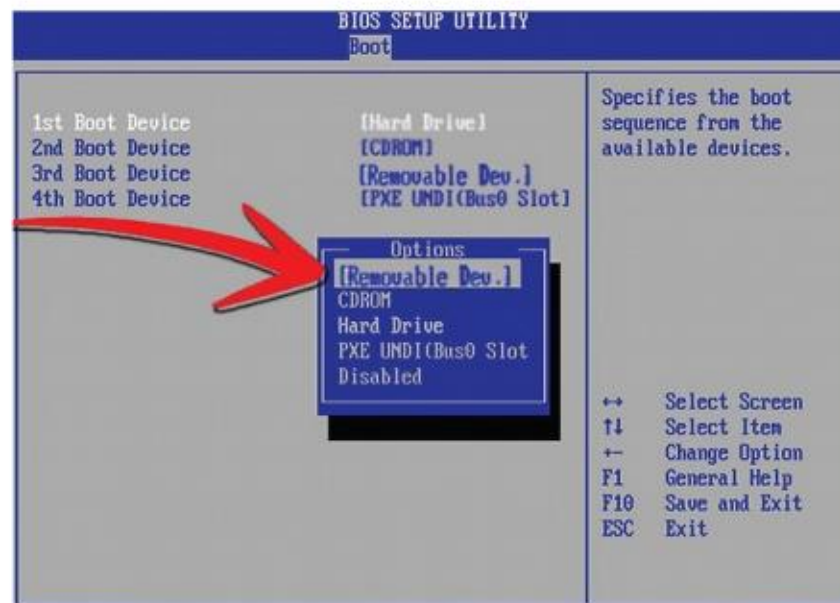 BIOS SETUP UTILITY
Boot
1st Boot Device [Hard Drive]
2nd Boot Device [CDROM]
3rd Boot Device [Removable Dev.]
4th Boot Device [PXE UNDI(Bus0 Slot]
Options
[Removable Dev.]
CDROM
Hard Drive
PXE UNDI(Bus0 Slot
Disabled
Specifies the boot
sequence from the
available devices.
↔ Select Screen
↑↓ Select Item
+- Change Option
F1 General Help
F10 Save and Exit
ESC Exit